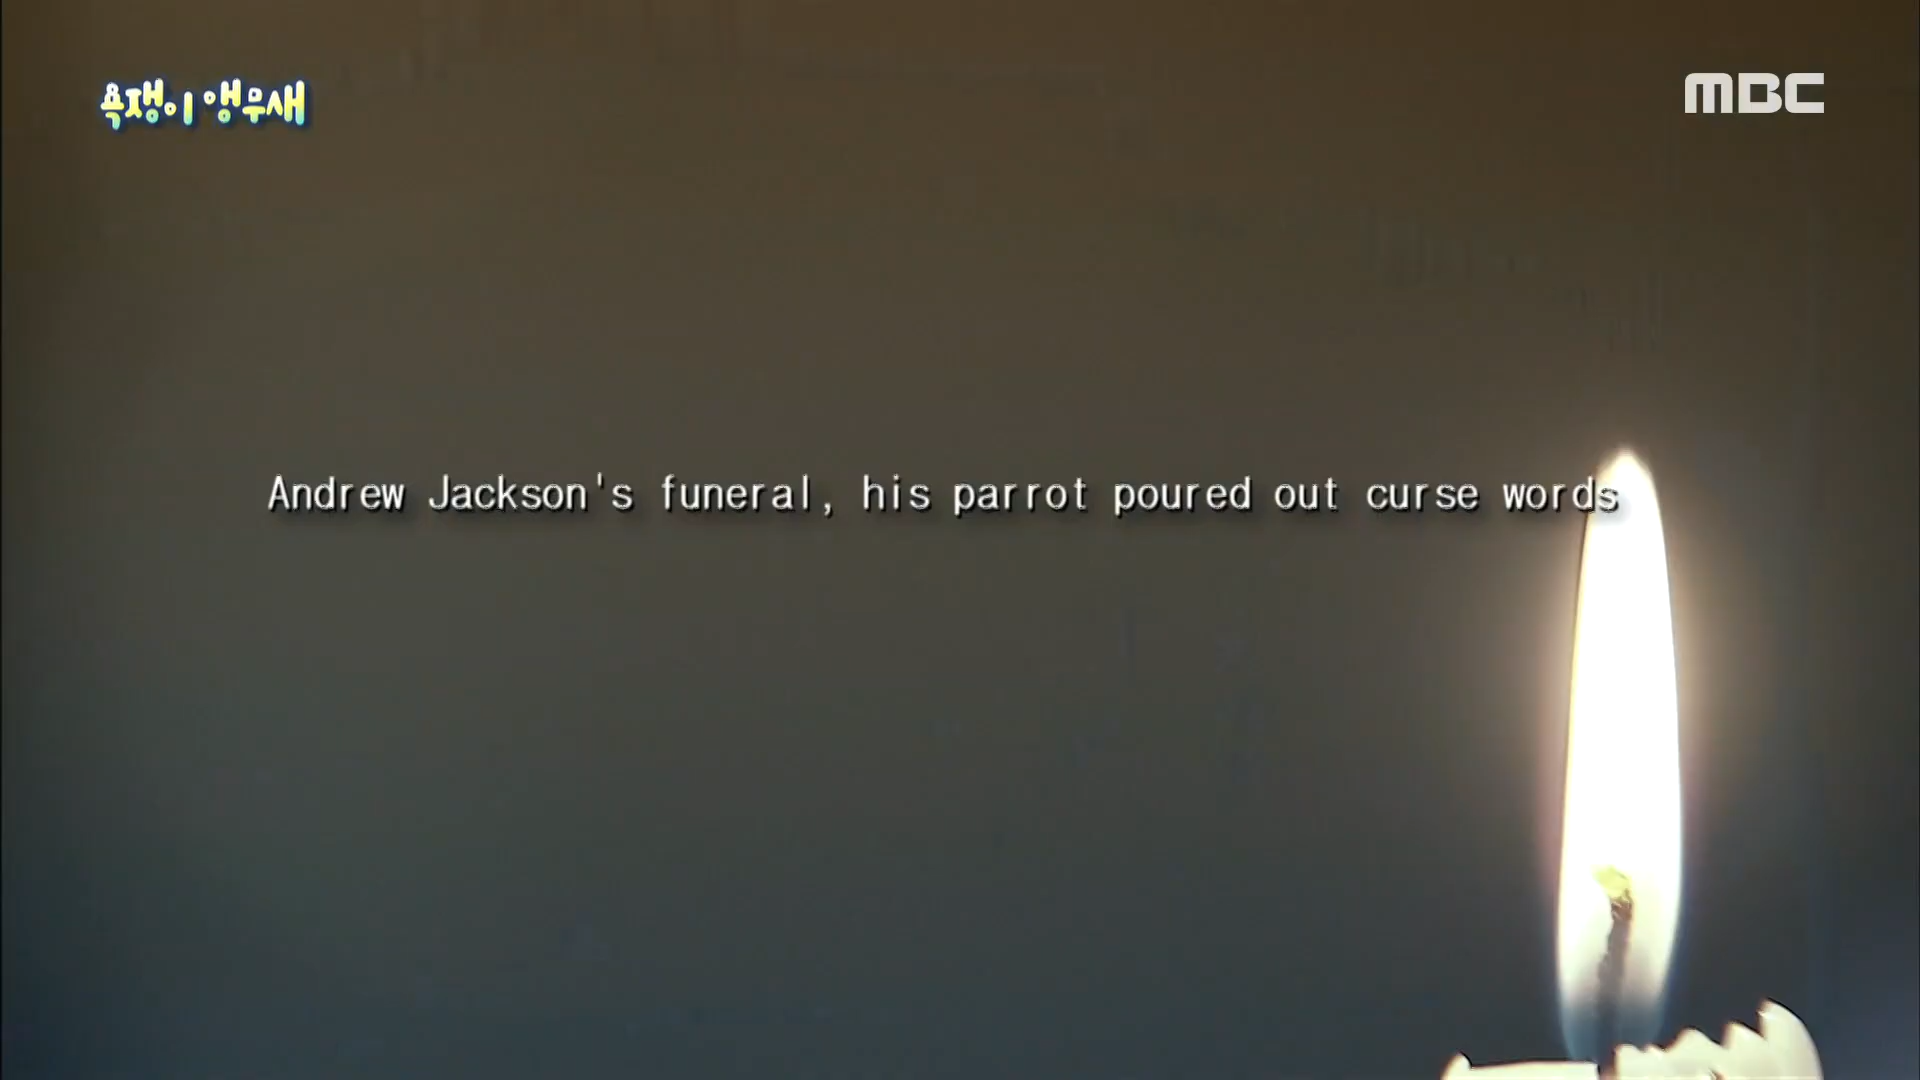 욕쟁이 앵무새
MBC
Andrew Jackson's funeral, his parrot poured out curse words